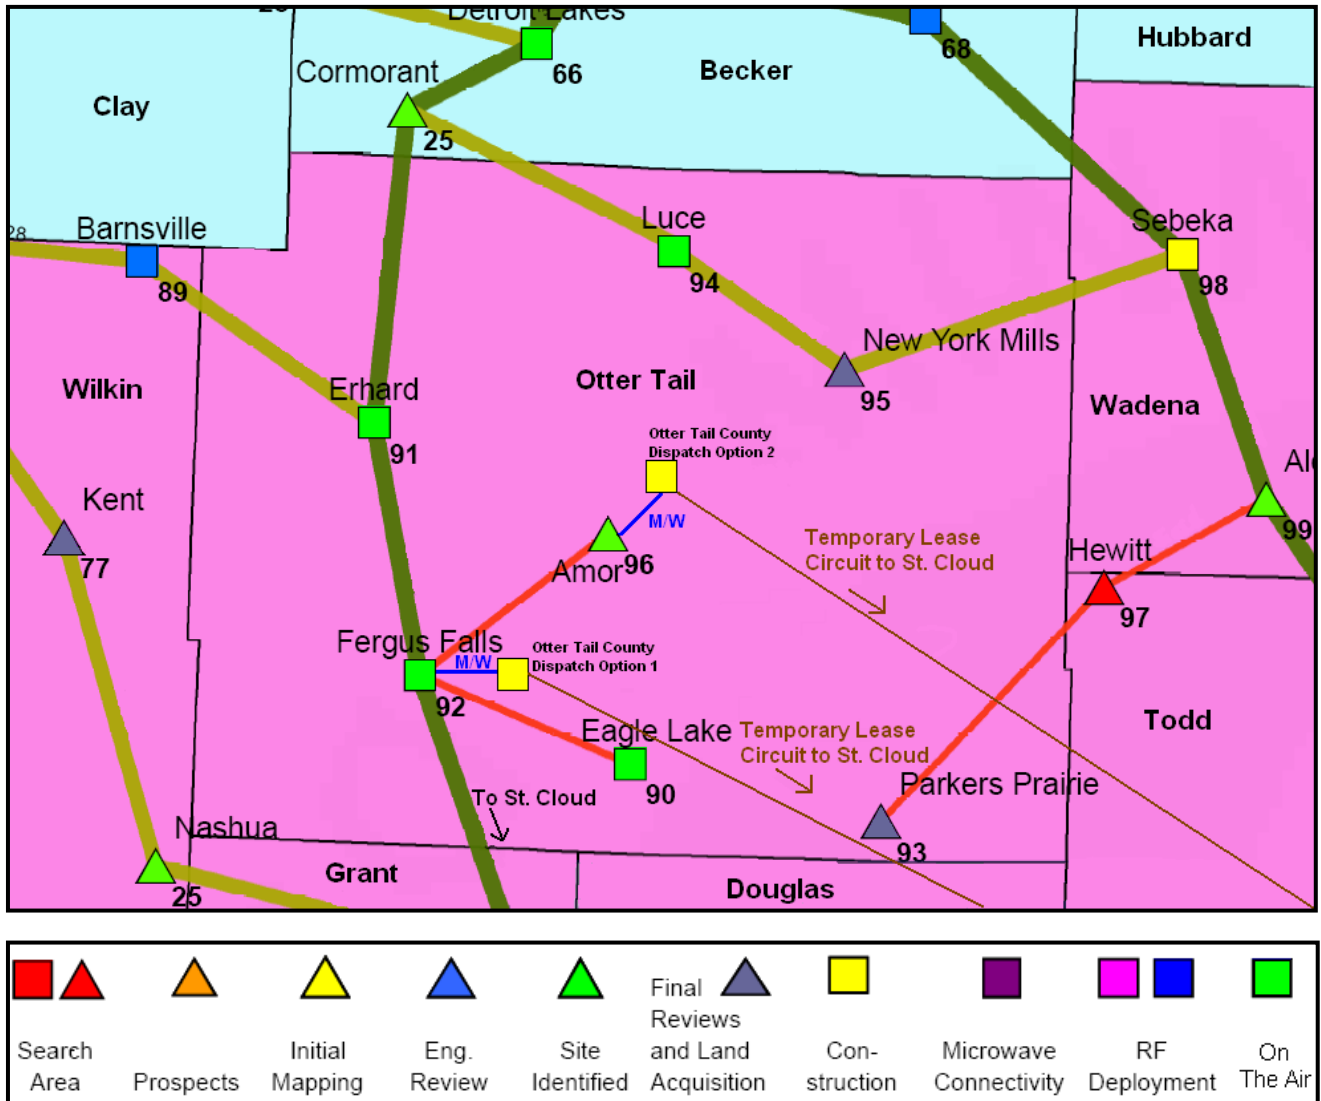 Detroit Lakes
68
Hubbard
Cormorant
66
Becker
Clay
25
Barnsville
Luce
Sebeka
28
89
94
98
New York Mills
Wilkin
Erhard
Otter Tail
95
Wadena
91
Otter Tail County
Dispatch Option 2
Kent
M/W
Temporary Lease
Circuit to St. Cloud
99
77
Amor
96
Hewitt
97
Fergus Falls
M/W
Otter Tail County
Dispatch Option 1
92
Eagle Lake
Temporary Lease
Circuit to St. Cloud
Todd
90
To St. Cloud
Parkers Prairie
93
Nashua
25
Grant
Douglas
Search
Area
Prospects
Initial
Mapping
Eng.
Review
Site
Identified
Final
Reviews
and Land
Acquisition
Con-
struction
Microwave
Connectivity
RF
Deployment
On
The Air